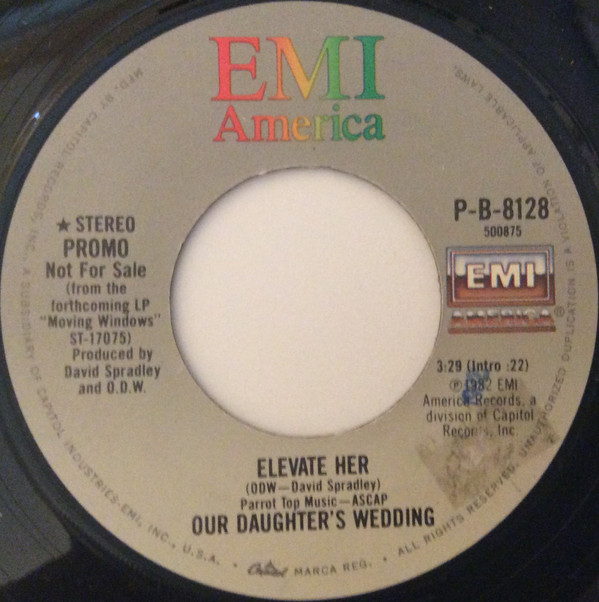 EMI
America
★ STEREO
PROMO
Not For Sale
(from the
forthcoming LP
"Moving Windows"
ST-17075)
Produced by
David Spradley
and O.D.W.
P-B-8128
500875
EMI
AMERICA ®
3:29 (Intro :22)
℗ 1982 EMI
America Records, a
division of Capitol
Records, Inc
ELEVATE HER
(ODW—David Spradley)
Parrot Top Music—ASCAP
OUR DAUGHTER'S WEDDING
MFD. BY CAPITOL RECORDS, INC., A SUBSIDIARY OF CAPITOL INDUSTRIES-EMI, INC., U.S.A. • Capitol MARCA REG. • ALL RIGHTS RESERVED. UNAUTHORIZED DUPLICATION IS A VIOLATION OF APPLICABLE LAWS.